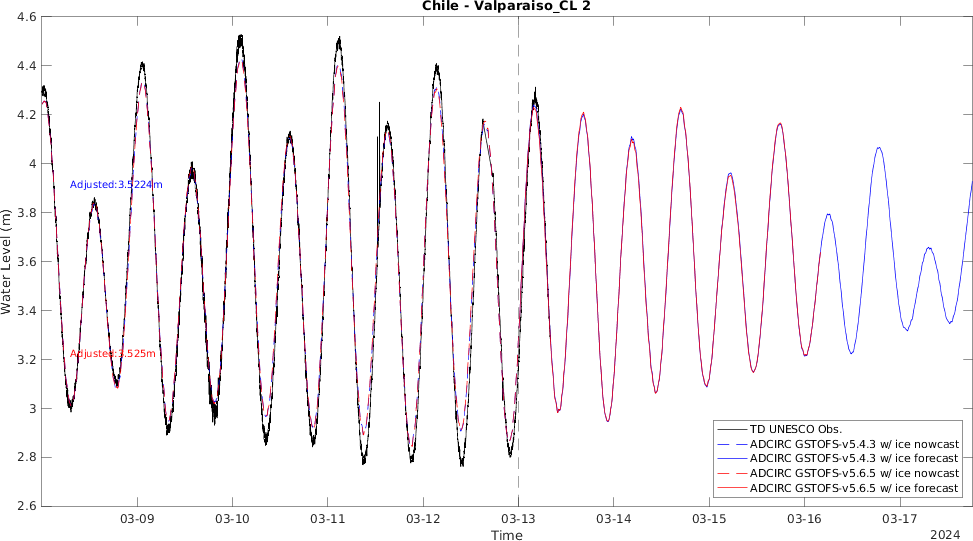 Chile - Valparaiso_CL 2
4.6
4.4
4.2
4
3.8
3.6
3.4
3.2
3
2.8
2.6
Water Level (m)
Adjusted:3.5224m
Adjusted:3.525m
TD UNESCO Obs.
ADCIRC GSTOFS-v5.4.3 w/ ice nowcast
ADCIRC GSTOFS-v5.4.3 w/ ice forecast
ADCIRC GSTOFS-v5.6.5 w/ ice nowcast
ADCIRC GSTOFS-v5.6.5 w/ ice forecast
03-09 03-10 03-11 03-12 03-13 03-14 03-15 03-16 03-17
Time
2024